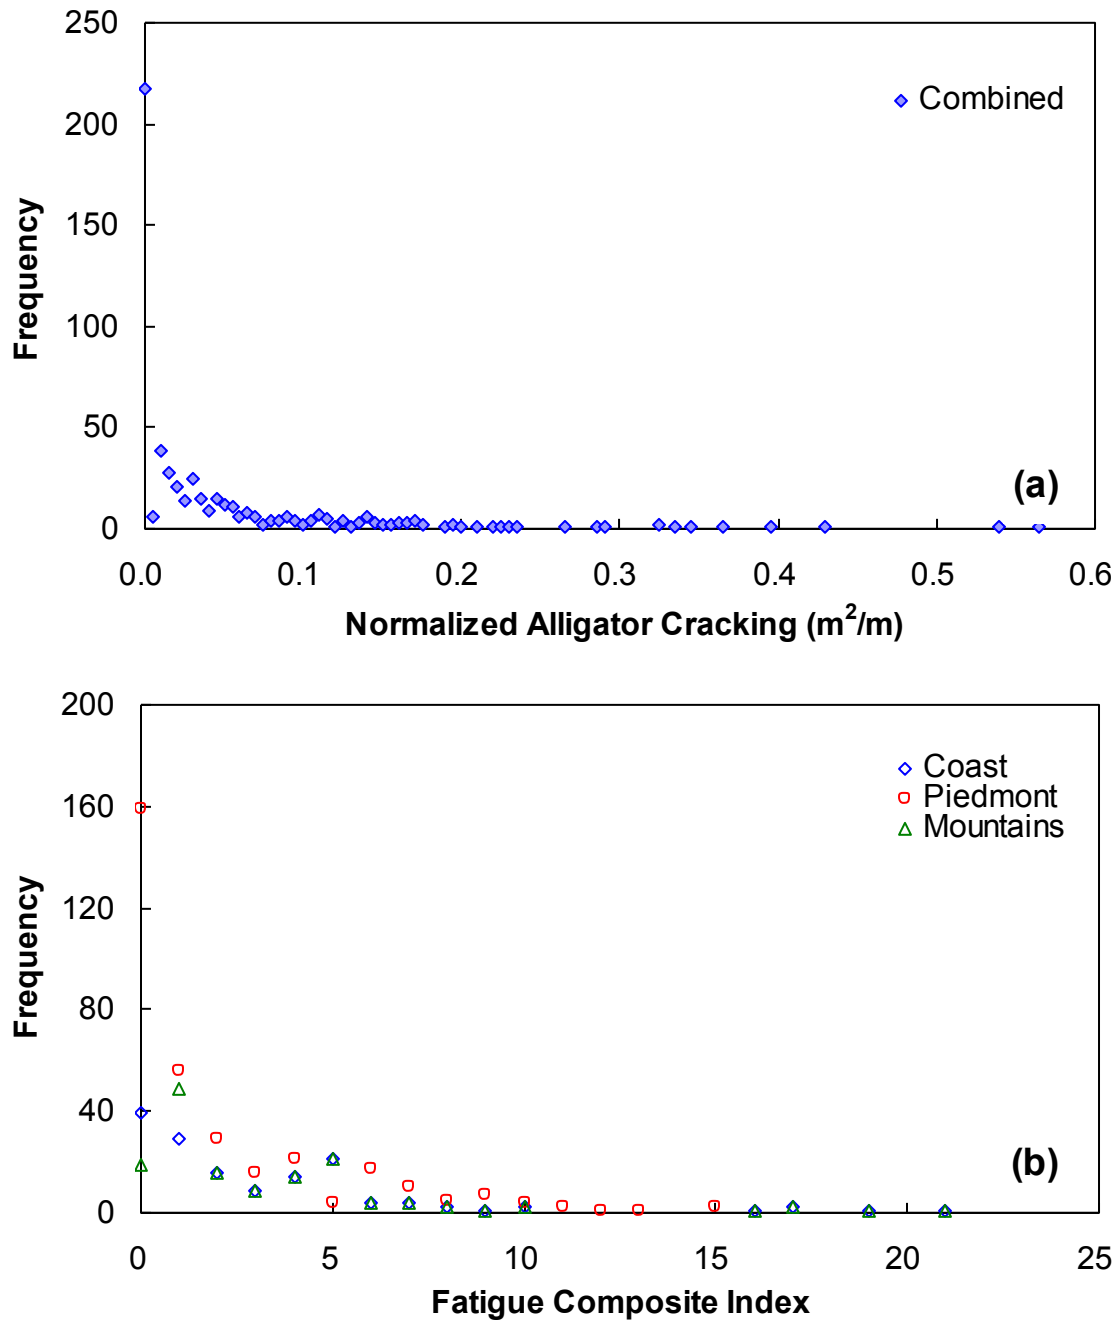 250
Combined
200
150
Frequency
100
50
(a)
0
0.0 0.1 0.2 0.3 0.4 0.5 0.6
Normalized Alligator Cracking (m²/m)
200
Coast
Piedmont
Mountains
160
120
Frequency
80
40
(b)
0
0 5 10 15 20 25
Fatigue Composite Index